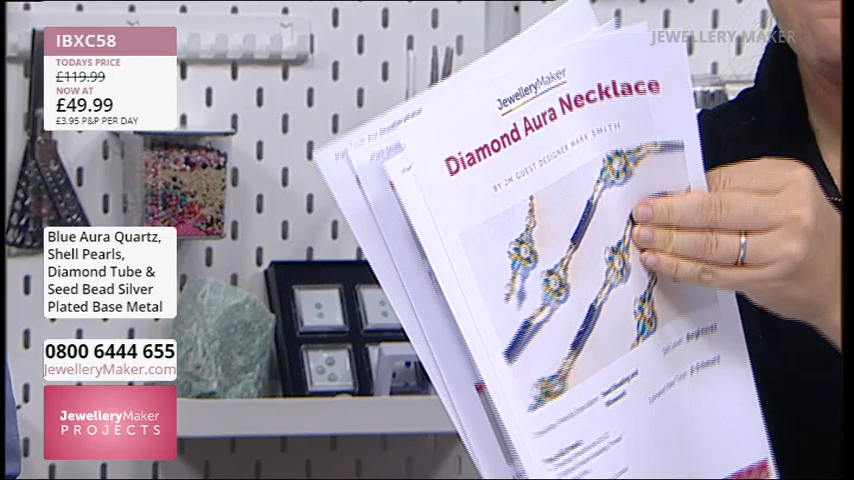 IBXC58
TODAYS PRICE
£119.99
NOW AT
£49.99
£3.95 P&P PER DAY
Blue Aura Quartz,
Shell Pearls,
Diamond Tube &
Seed Bead Silver
Plated Base Metal
0800 6444 655
JewelleryMaker.com
JewelleryMaker
PROJECTS
JEWELLERY MAKER
JewelleryMaker
Diamond Aura Necklace
BY JM GUEST DESIGNER MARK SMITH